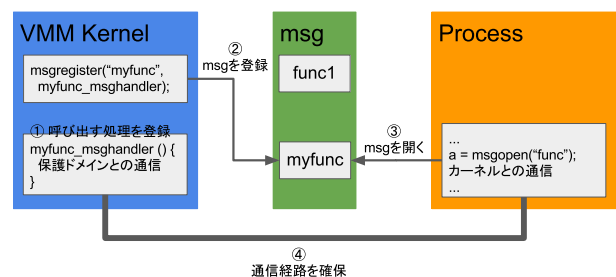 VMM Kernel
msgregister(“myfunc”,
myfunc_msghandler);
① 呼び出す処理を登録
myfunc_msghandler () {
保護ドメインとの通信
}
②
msgを登録
msg
func1
myfunc
③
msgを開く
Process
...
a = msgopen(“func”);
カーネルとの通信
...
④
通信経路を確保